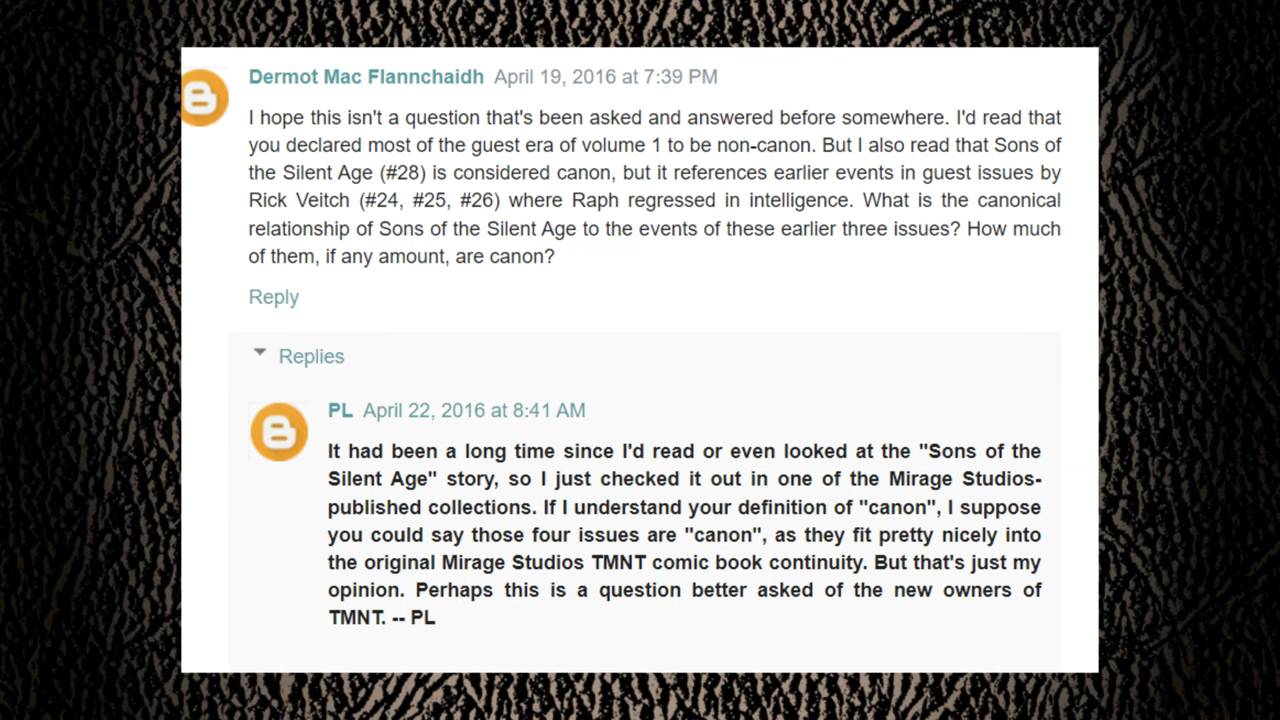 Dermot Mac Flannchaidh April 19, 2016 at 7:39 PM
I hope this isn't a question that's been asked and answered before somewhere. I'd read that
you declared most of the guest era of volume 1 to be non-canon. But I also read that Sons of
the Silent Age (#28) is considered canon, but it references earlier events in guest issues by
Rick Veitch (#24, #25, #26) where Raph regressed in intelligence. What is the canonical
relationship of Sons of the Silent Age to the events of these earlier three issues? How much
of them, if any amount, are canon?
Reply
Replies
PL April 22, 2016 at 8:41 AM
It had been a long time since I'd read or even looked at the "Sons of the
Silent Age" story, so I just checked it out in one of the Mirage Studios-
published collections. If I understand your definition of "canon", I suppose
you could say those four issues are "canon", as they fit pretty nicely into
the original Mirage Studios TMNT comic book continuity. But that's just my
opinion. Perhaps this is a question better asked of the new owners of
TMNT. -- PL